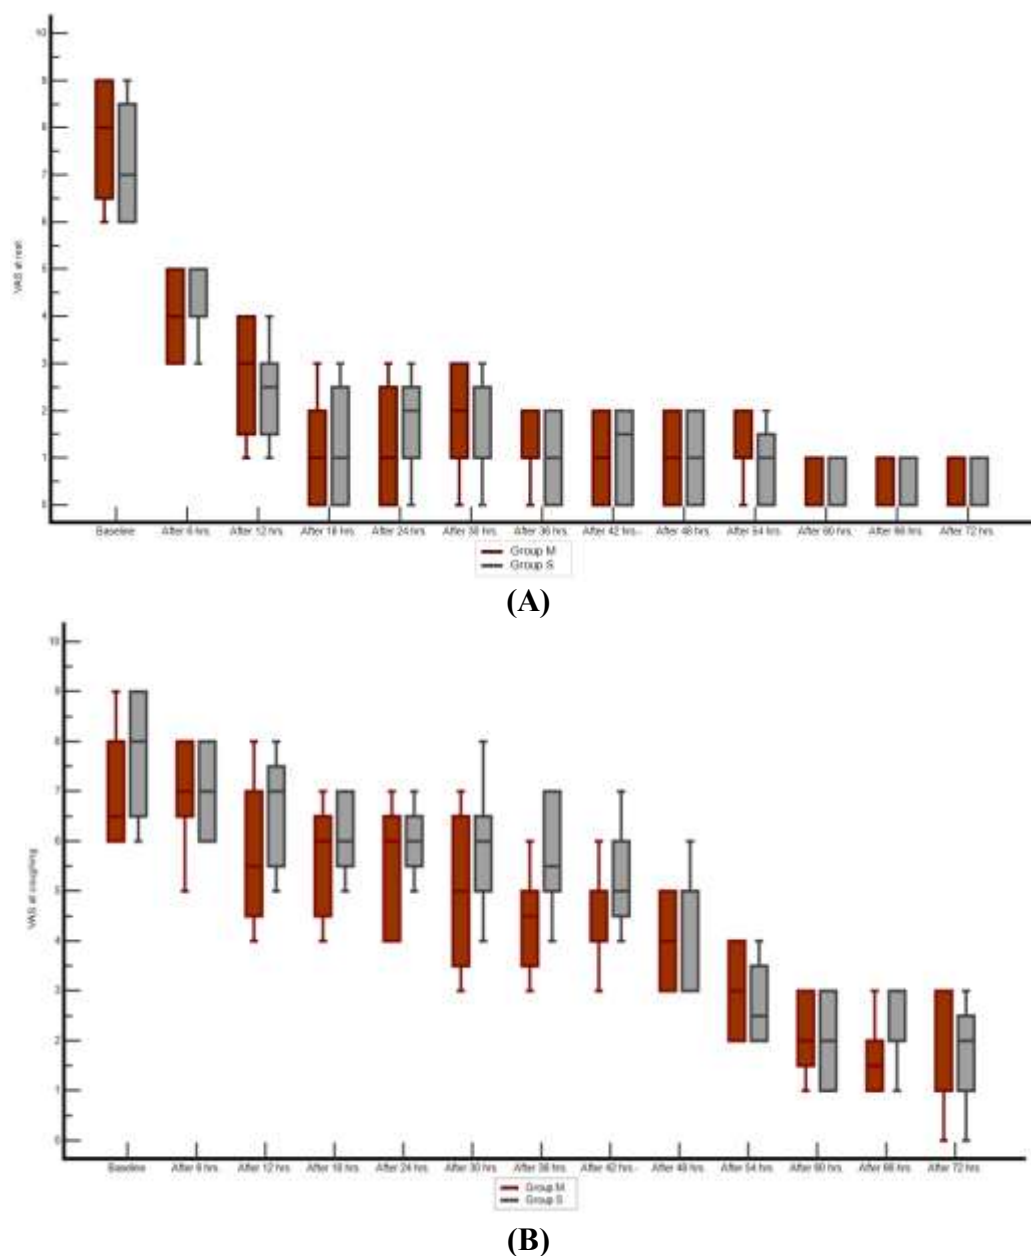 10
9
8
7
6
5
4
3
2
1
0
VAS at rest
Baseline After 6 hrs. After 12 hrs. After 18 hrs. After 24 hrs. After 30 hrs. After 36 hrs. After 42 hrs.- After 48 hrs. After 54 hrs. After 60 hrs. After 66 hrs. After 72 hrs.
Group M
Group S
(A)
10
9
8
7
6
5
4
3
2
1
0
VAS at coughing
Baseline After 6 hrs. After 12 hrs. After 18 hrs. After 24 hrs. After 30 hrs. After 36 hrs. After 42 hrs.- After 48 hrs. After 54 hrs. After 60 hrs. After 66 hrs. After 72 hrs.
Group M
Group S
(B)